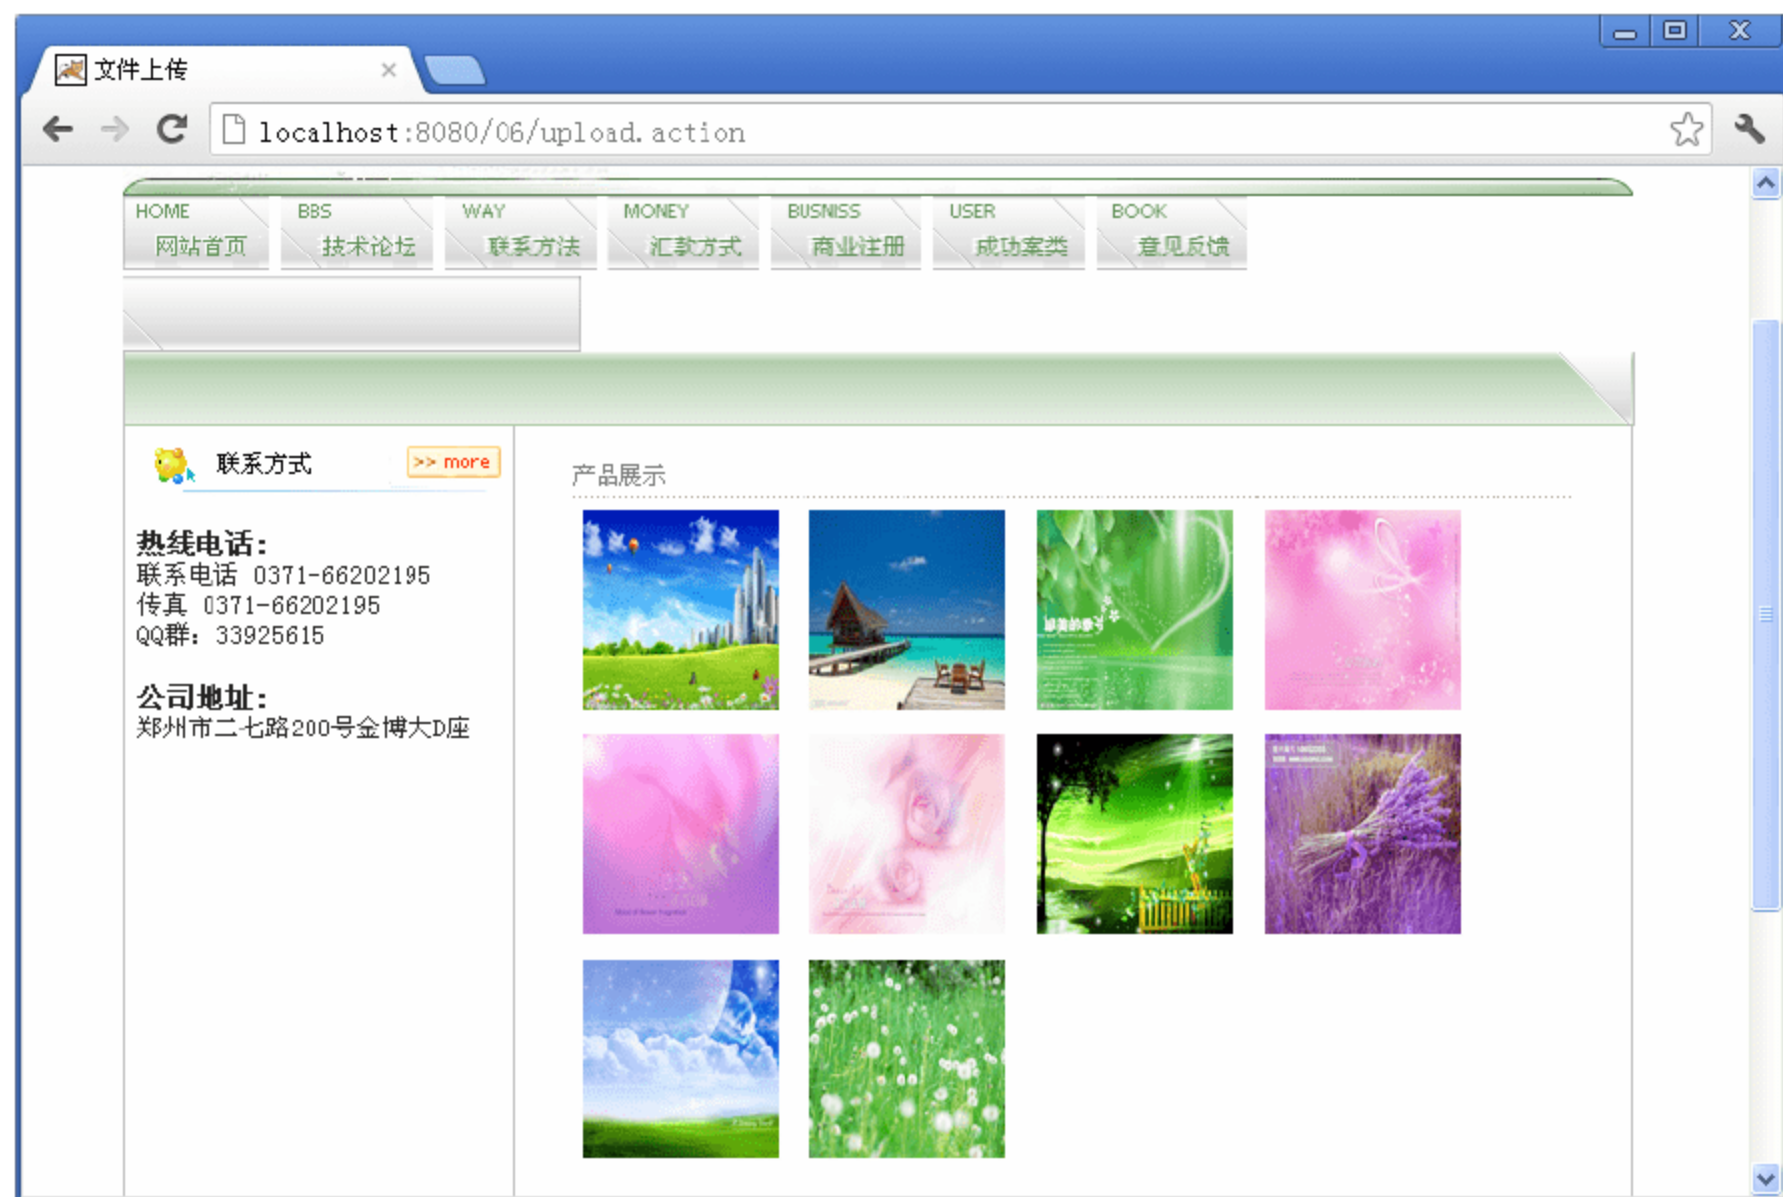 文件上传
localhost:8080/06/upload.action
HOME BBS WAY MONEY BUSNISS USER BOOK
网站首页 技术论坛 联系方法 汇款方式 商业注册 成功案类 意见反馈
联系方式 >> more
产品展示
热线电话:
联系电话 0371-66202195
传真 0371-66202195
QQ群: 33925615
公司地址:
郑州市二七路200号金博大D座